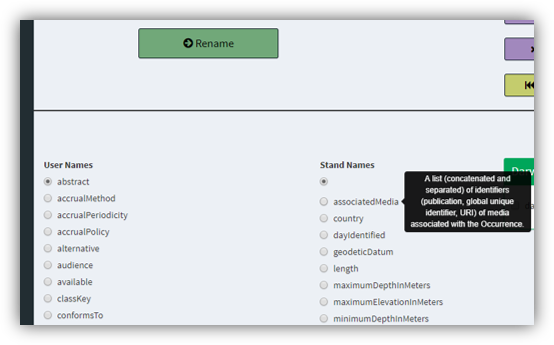 Rename
User Names
abstract
accrualMethod
accrualPeriodicity
accrualPolicy
alternative
audience
available
classKey
conformsTo
Stand Names
associatedMedia
country
dayIdentified
geodeticDatum
length
maximumDepthInMeters
maximumElevationInMeters
minimumDepthInMeters
A list (concatenated and
separated) of identifiers
(publication, global unique
identifier, URI) of media
associated with the Occurrence.